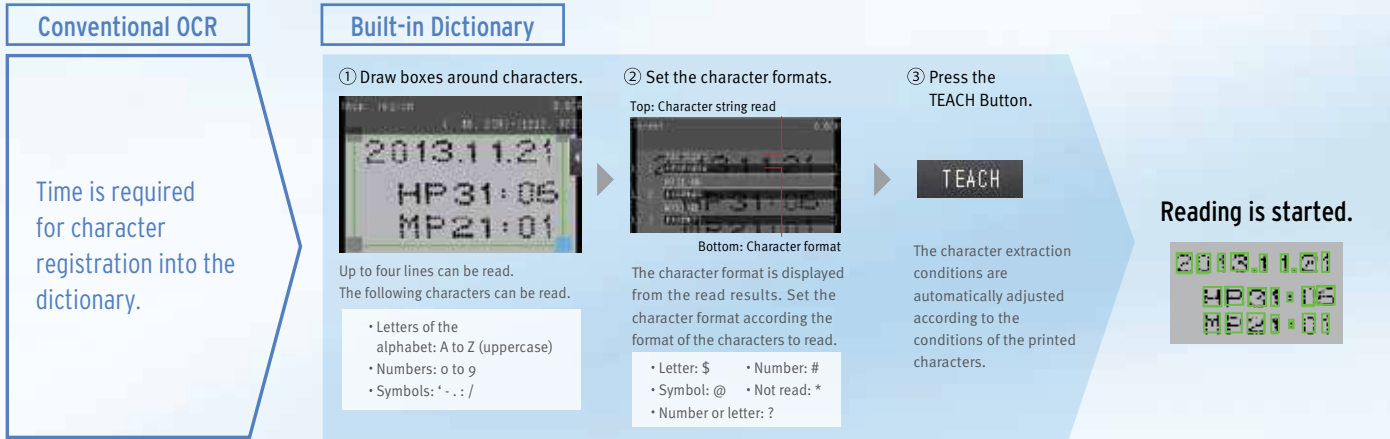 Conventional OCR
Time is required
for character
registration into the
dictionary.
Built-in Dictionary
① Draw boxes around characters.
2013.11.21
HP31:06
MP21:01
Up to four lines can be read.
The following characters can be read.
・Letters of the
alphabet: A to Z (uppercase)
・Numbers: 0 to 9
・Symbols: ‘ - . : /
② Set the character formats.
Top: Character string read
Bottom: Character format
The character format is displayed
from the read results. Set the
character format according the
format of the characters to read.
・Letter: $ ・Number: #
・Symbol: @ ・Not read: *
・Number or letter: ?
③ Press the
TEACH Button.
TEACH
The character extraction
conditions are
automatically adjusted
according to the
conditions of the printed
characters.
Reading is started.
2013.11.21
HP31:06
MP21:01